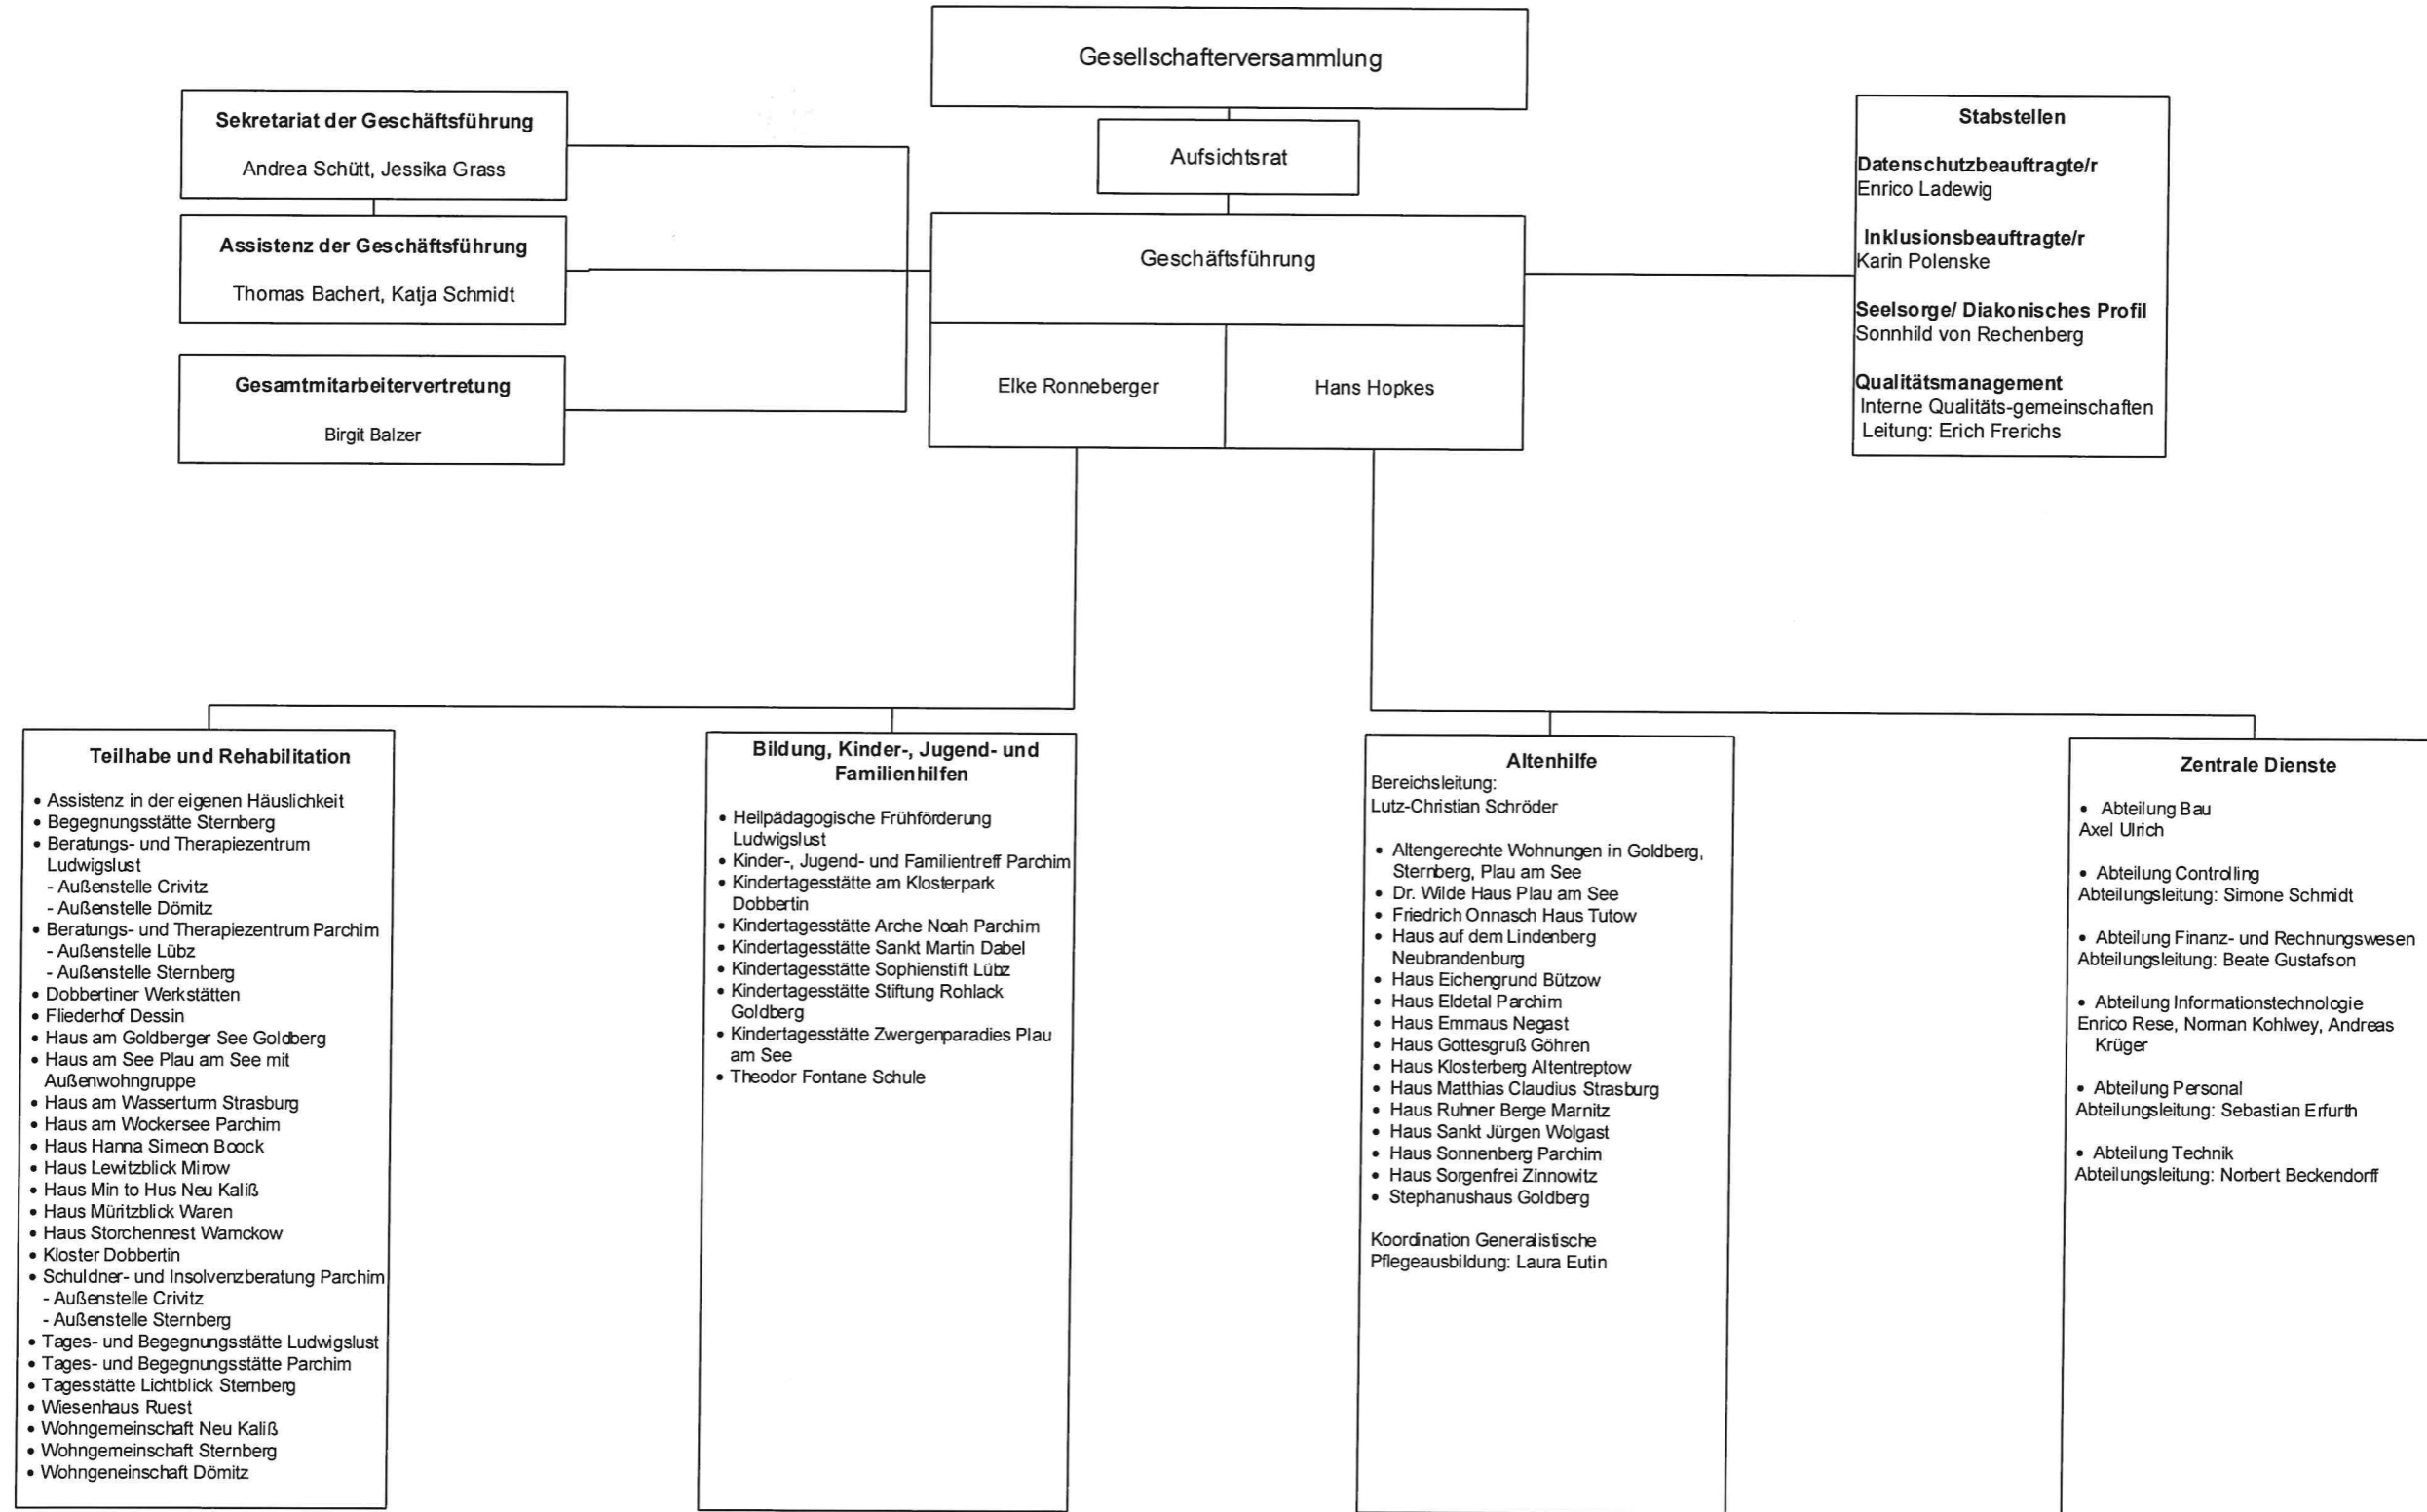 Gesellschafterversammlung
Sekretariat der Geschäftsführung
Andrea Schütt, Jessika Grass
Aufsichtsrat
Assistenz der Geschäftsführung
Thomas Bachert, Katja Schmidt
Geschäftsführung
Elke Ronneberger
Hans Hopkes
Gesamtmitarbeitervertretung
Birgit Balzer
Stabstellen
Datenschutzbeauftragte/r
Enrico Ladewig
Inklusionsbeauftragte/r
Karin Polenske
Seelsorge/ Diakonisches Profil
Sonnhild von Rechenberg
Qualitätsmanagement
Interne Qualitäts-gemeinschaften
Leitung: Erich Frerichs
Teilhabe und Rehabilitation
• Assistenz in der eigenen Häuslichkeit
• Begegnungsstätte Sternberg
• Beratungs- und Therapiezentrum
Ludwigslust
- Außenstelle Crivitz
- Außenstelle Dömitz
• Beratungs- und Therapiezentrum Parchim
- Außenstelle Lübz
- Außenstelle Sternberg
• Dobbertiner Werkstätten
• Fliederhof Dessin
• Haus am Goldberger See Goldberg
• Haus am See Plau am See mit
Außenwohngruppe
• Haus am Wasserturm Strasburg
• Haus am Wockersee Parchim
• Haus Hanna Simeon Boock
• Haus Lewitzblick Mirow
• Haus Min to Hus Neu Kaliß
• Haus Müritzblick Waren
• Haus Storchennest Wamckow
• Kloster Dobbertin
• Schuldner- und Insolvenzberatung Parchim
- Außenstelle Crivitz
- Außenstelle Sternberg
• Tages- und Begegnungsstätte Ludwigslust
• Tages- und Begegnungsstätte Parchim
• Tagesstätte Lichtblick Sternberg
• Wiesenhaus Ruest
• Wohngemeinschaft Neu Kaliß
• Wohngemeinschaft Sternberg
• Wohngeneinschaft Dömitz
Bildung, Kinder-, Jugend- und
Familienhilfen
• Heilpädagogische Frühförderung
Ludwigslust
• Kinder-, Jugend- und Familientreff Parchim
• Kindertagesstätte am Klosterpark
Dobbertin
• Kindertagesstätte Arche Noah Parchim
• Kindertagesstätte Sankt Martin Dabel
• Kindertagesstätte Sophienstift Lübz
• Kindertagesstätte Stiftung Rohlack
Goldberg
• Kindertagesstätte Zwergenparadies Plau
am See
• Theodor Fontane Schule
Altenhilfe
Bereichsleitung:
Lutz-Christian Schröder
• Altengerechte Wohnungen in Goldberg,
Sternberg, Plau am See
• Dr. Wilde Haus Plau am See
• Friedrich Onnasch Haus Tutow
• Haus auf dem Lindenberg
Neubrandenburg
• Haus Eichengrund Bützow
• Haus Eldetal Parchim
• Haus Emmaus Negast
• Haus Gottesgruß Göhren
• Haus Klosterberg Altentreptow
• Haus Matthias Claudius Strasburg
• Haus Ruhner Berge Marnitz
• Haus Sankt Jürgen Wolgast
• Haus Sonnenberg Parchim
• Haus Sorgenfrei Zinnowitz
• Stephanushaus Goldberg
Koordination Generalistische
Pflegeausbildung: Laura Eutin
Zentrale Dienste
• Abteilung Bau
Axel Ulrich
• Abteilung Controlling
Abteilungsleitung: Simone Schmidt
• Abteilung Finanz- und Rechnungswesen
Abteilungsleitung: Beate Gustafson
• Abteilung Informationstechnologie
Enrico Rese, Norman Kohlwey, Andreas
Krüger
• Abteilung Personal
Abteilungsleitung: Sebastian Erfurth
• Abteilung Technik
Abteilungsleitung: Norbert Beckendorff